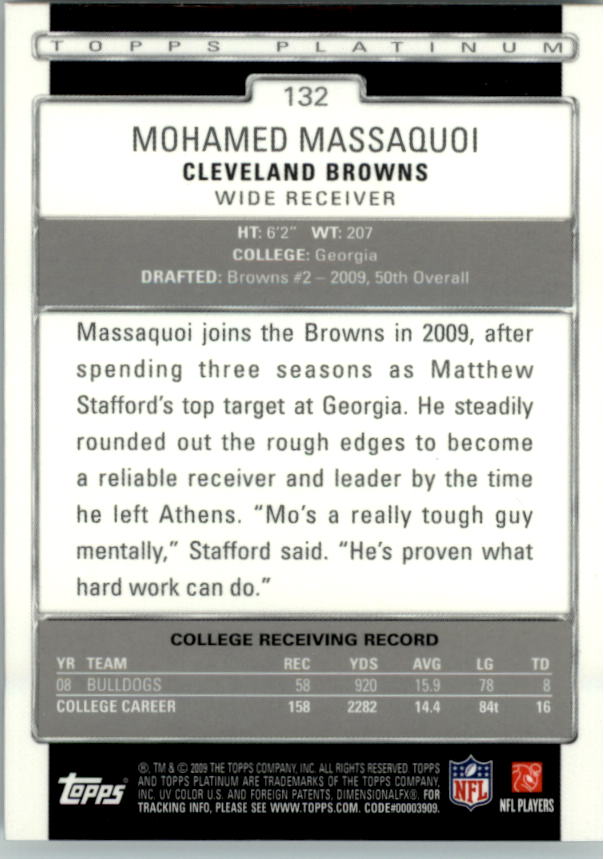 TOPPS PLATINUM
132
MOHAMED MASSAQUOI
CLEVELAND BROWNS
WIDE RECEIVER
HT: 6'2" WT: 207
COLLEGE: Georgia
DRAFTED: Browns #2 – 2009, 50th Overall
Massaquoi joins the Browns in 2009, after
spending three seasons as Matthew
Stafford's top target at Georgia. He steadily
rounded out the rough edges to become
a reliable receiver and leader by the time
he left Athens. "Mo's a really tough guy
mentally," Stafford said. "He's proven what
hard work can do."
COLLEGE RECEIVING RECORD
YR TEAM REC YDS AVG LG TD
08 BULLDOGS 58 920 15.9 78 8
COLLEGE CAREER 158 2282 14.4 84t 16
topps
®, TM & © 2009 THE TOPPS COMPANY, INC. ALL RIGHTS RESERVED. TOPPS
AND TOPPS PLATINUM ARE TRADEMARKS OF THE TOPPS COMPANY,
INC. UV COLOR U.S. AND FOREIGN PATENTS, DIMENSIONALFX®. FOR
TRACKING INFO, PLEASE SEE WWW.TOPPS.COM. CODE#00003909.
NFL
NFL PLAYERS